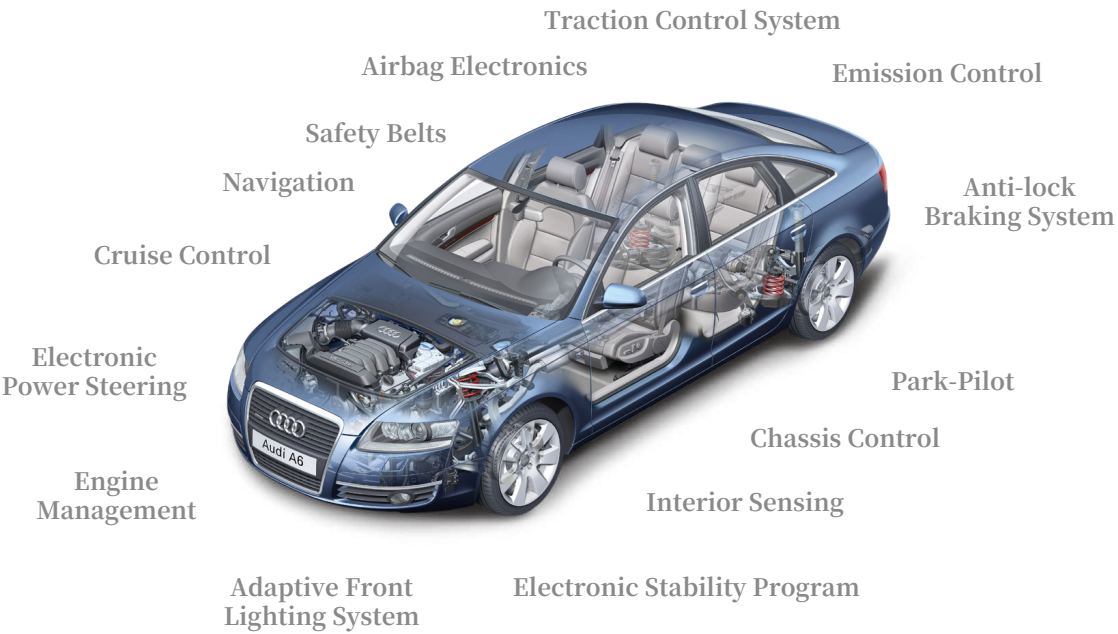 Traction Control System
Airbag Electronics
Emission Control
Safety Belts
Navigation
Anti-lock
Braking System
Cruise Control
Electronic
Power Steering
Park-Pilot
Chassis Control
Audi A6
Engine
Management
Interior Sensing
Adaptive Front
Lighting System
Electronic Stability Program